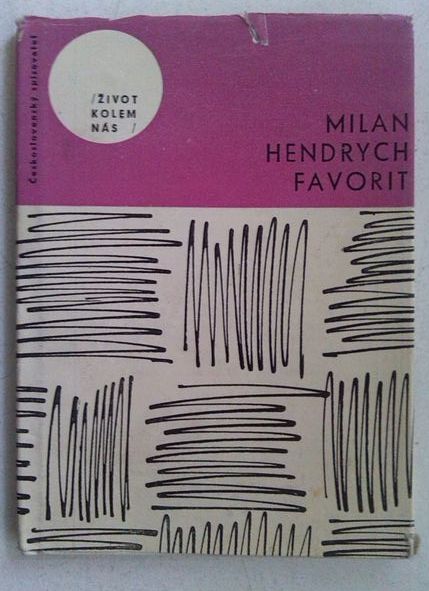 Československý spisovatel
/ŽIVOT
KOLEM
NÁS /
MILAN
HENDRYCH
FAVORIT